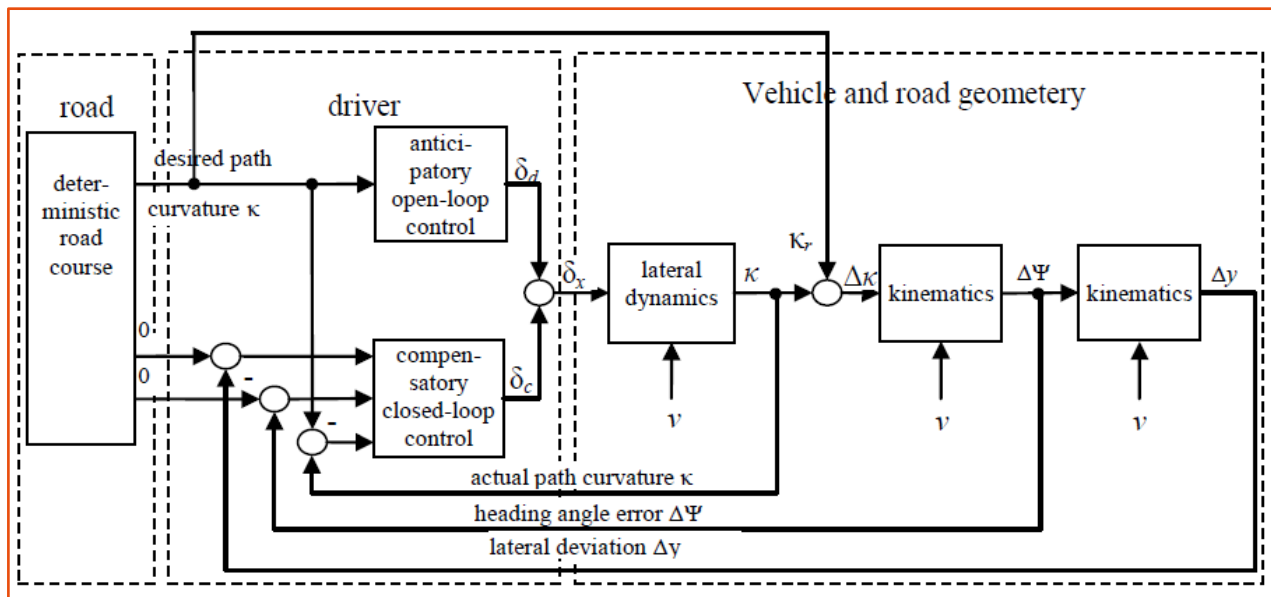 road
driver
Vehicle and road geometery
deter-
ministic
road
course
desired path
curvature κ
antici-
patory
open-loop
control
δd
δx
lateral
dynamics
κ
κr
Δκ
kinematics
ΔΨ
kinematics
Δy
0
0
-
-
-
compen-
satory
closed-loop
control
δc
v
v
v
actual path curvature κ
heading angle error ΔΨ
lateral deviation Δy